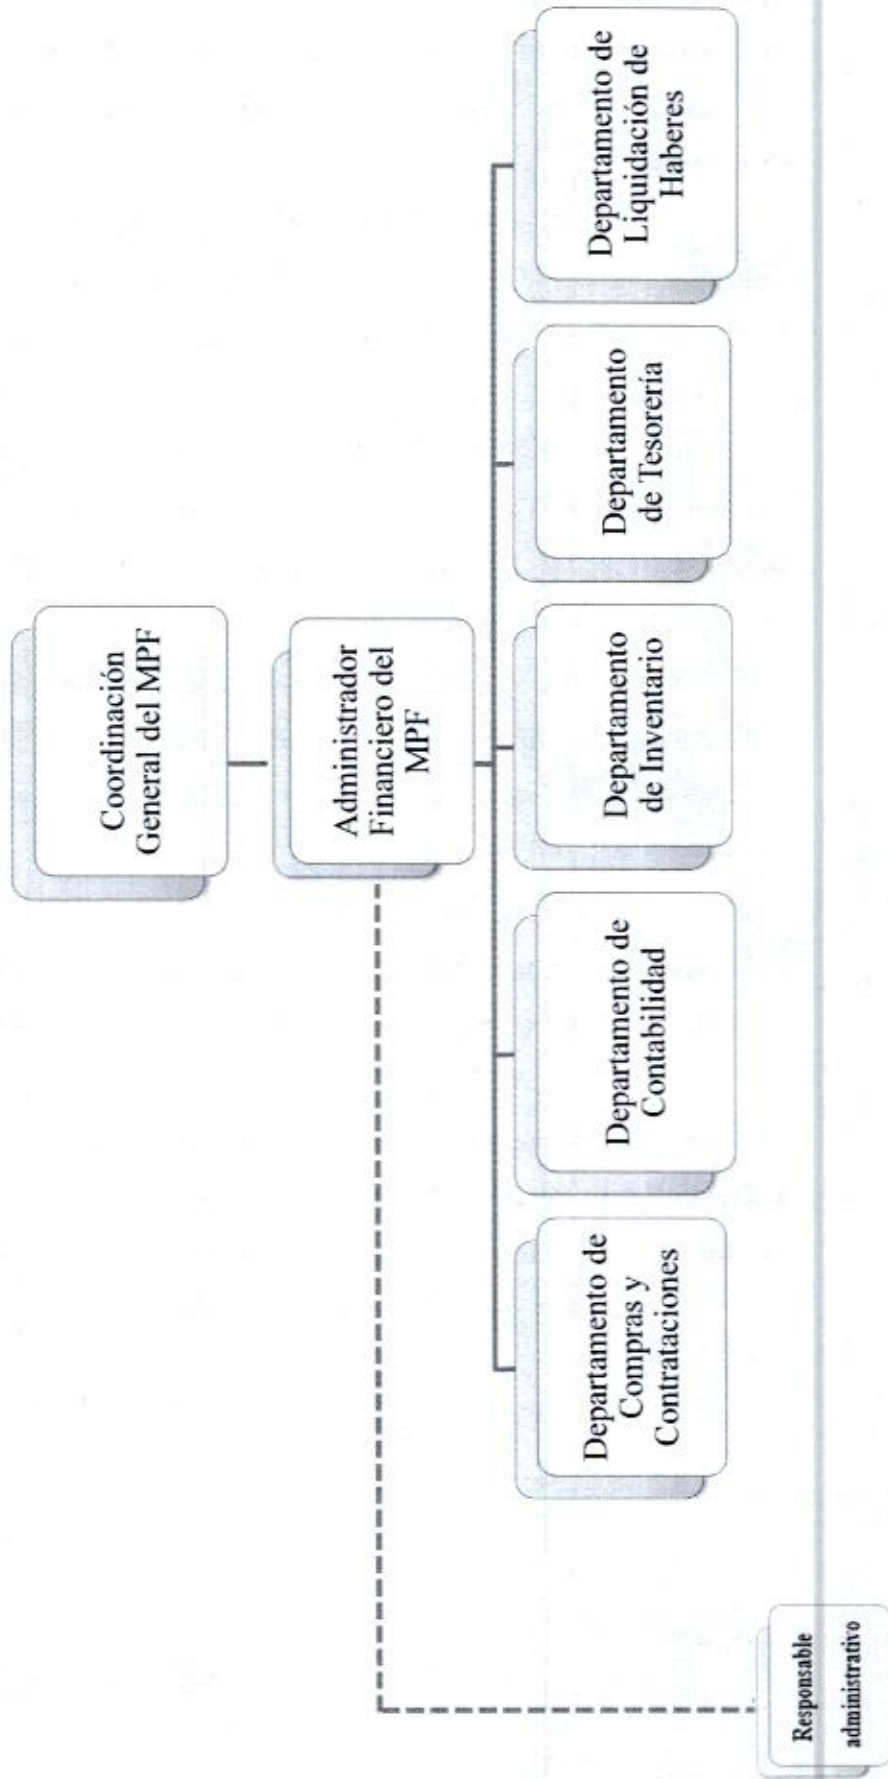 Coordinación
General del MPF
Administrador
Financiero del
MPF
Departamento de
Compras y
Contrataciones
Departamento de
Contabilidad
Departamento
de Inventario
Departamento
de Tesorería
Departamento de
Liquidación de
Haberes
Responsable
administrativo